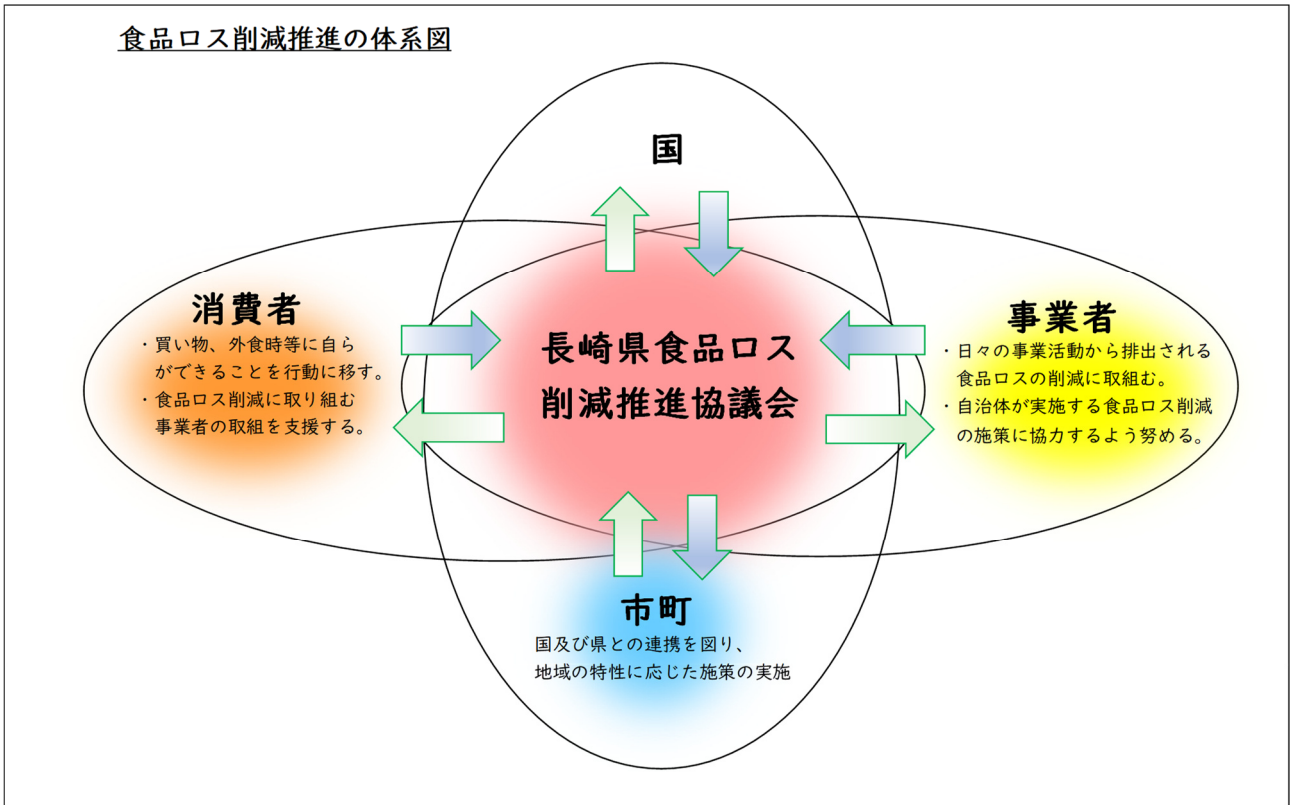 食品ロス削減推進の体系図
国
消費者
・買い物、外食時等に自ら
ができることを行動に移す。
・食品ロス削減に取り組む
事業者の取組を支援する。
長崎県食品ロス
削減推進協議会
事業者
・日々の事業活動から排出される
食品ロスの削減に取組む。
・自治体が実施する食品ロス削減
の施策に協力するよう努める。
市町
国及び県との連携を図り、
地域の特性に応じた施策の実施